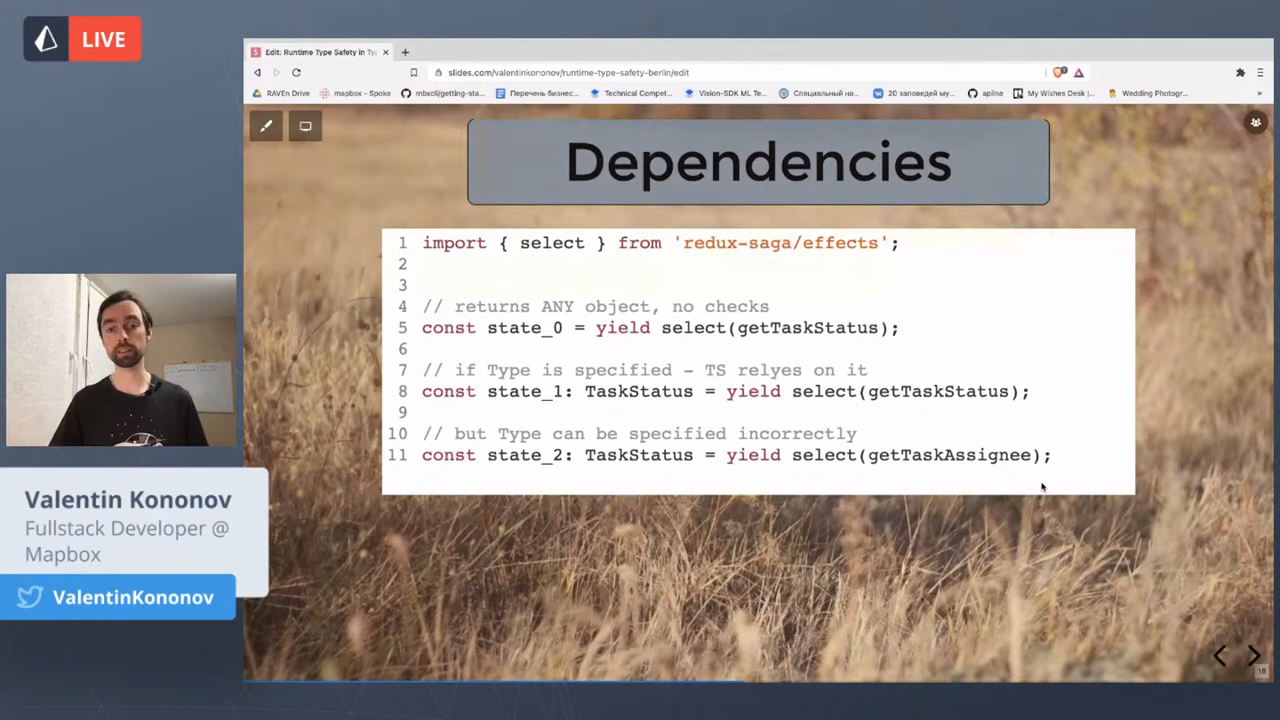 LIVE
Edit: Runtime Type Safety in Ty
slides.com/valentinkononov/runtime-type-safety-berlin/edit
1
RAVEn Drive
mapbox - Spoke
mbxcli/getting-sta...
Перечень бизнес...
Technical Compet...
Vision-SDK ML Te...
Специальный на...
20 заповедей му...
apline
My Wishes Desk |...
Wedding Photogr...
»
Dependencies
1 import { select } from 'redux-saga/effects';
2
3
4 // returns ANY object, no checks
5 const state_0 = yield select(getTaskStatus);
6
7 // if Type is specified - TS relyes on it
8 const state_1: TaskStatus = yield select(getTaskStatus);
9
10 // but Type can be specified incorrectly
11 const state_2: TaskStatus = yield select(getTaskAssignee);
Valentin Kononov
Fullstack Developer @
Mapbox
ValentinKononov
18